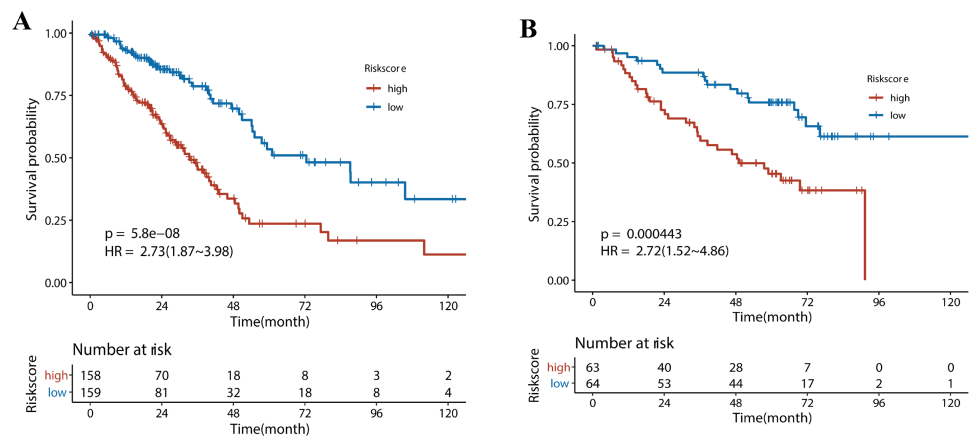 A
Survival probability
1.00
0.75
0.50
0.25
0.00
Riskscore
high
low
p = 5.8e−08
HR = 2.73(1.87~3.98)
0 24 48 72 96 120
Time(month)
Number at risk
Riskscore
high 158 70 18 8 3 2
low 159 81 32 18 8 4
0 24 48 72 96 120
Time(month)
B
Survival probability
1.00
0.75
0.50
0.25
0.00
Riskscore
high
low
p = 0.000443
HR = 2.72(1.52~4.86)
0 24 48 72 96 120
Time(month)
Number at risk
Riskscore
high 63 40 28 7 0 0
low 64 53 44 17 2 1
0 24 48 72 96 120
Time(month)